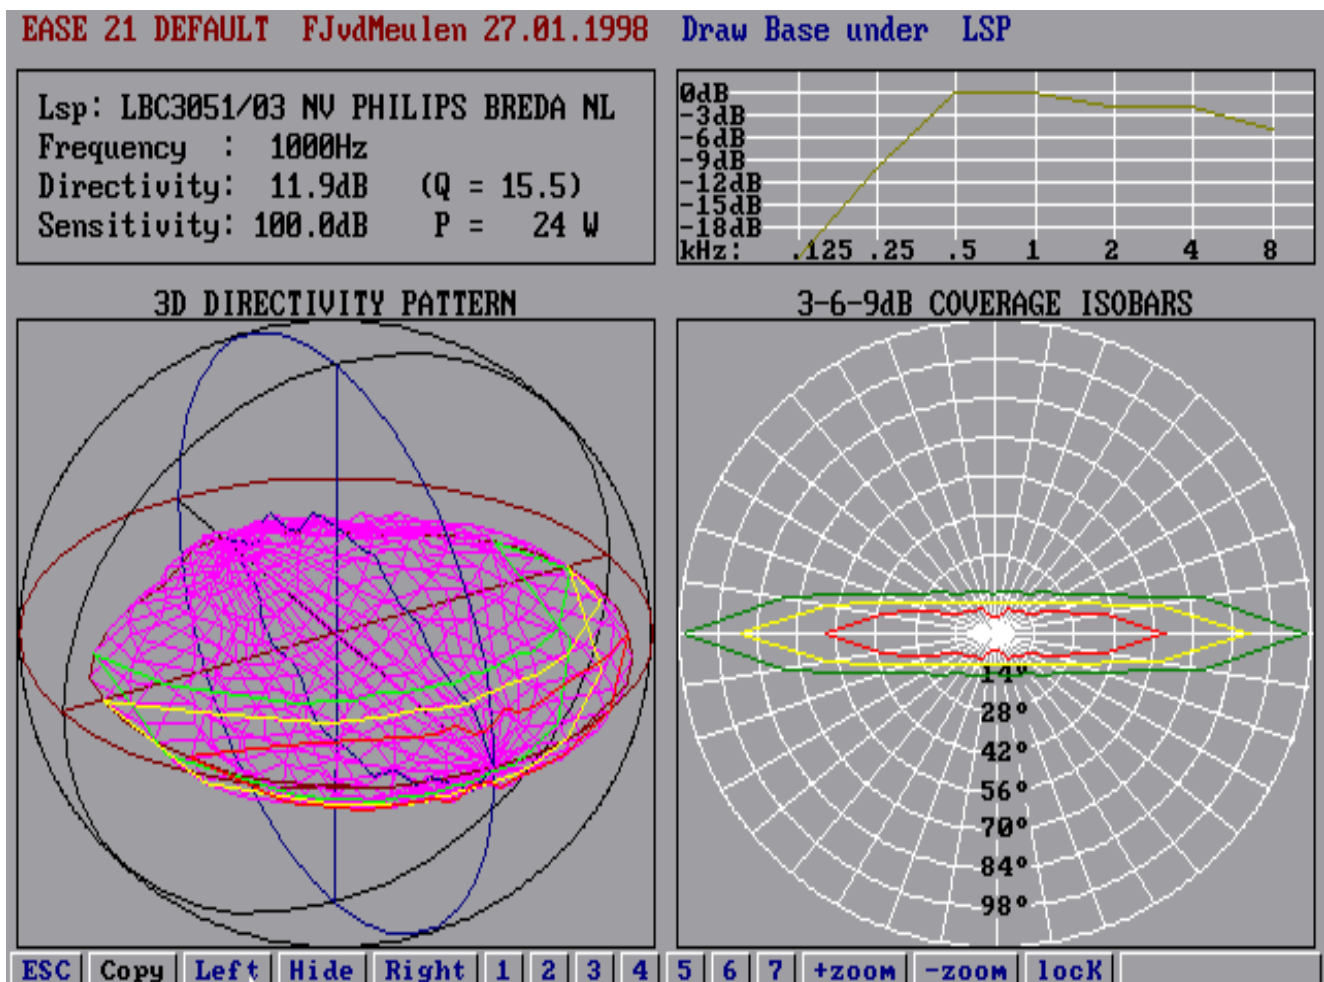 EASE 21 DEFAULT FJvdMeulen 27.01.1998 Draw Base under LSP
Lsp: LBC3051/03 NV PHILIPS BREDA NL
Frequency : 1000Hz
Directivity: 11.9dB (Q = 15.5)
Sensitivity: 100.0dB P = 24 W
0dB
-3dB
-6dB
-9dB
-12dB
-15dB
-18dB
kHz: .125 .25 .5 1 2 4 8
3D DIRECTIVITY PATTERN
3-6-9dB COVERAGE ISOBARS
14°
28°
42°
56°
70°
84°
98°
ESC Copy Left Hide Right 1 2 3 4 5 6 7 +zoom -zoom locK